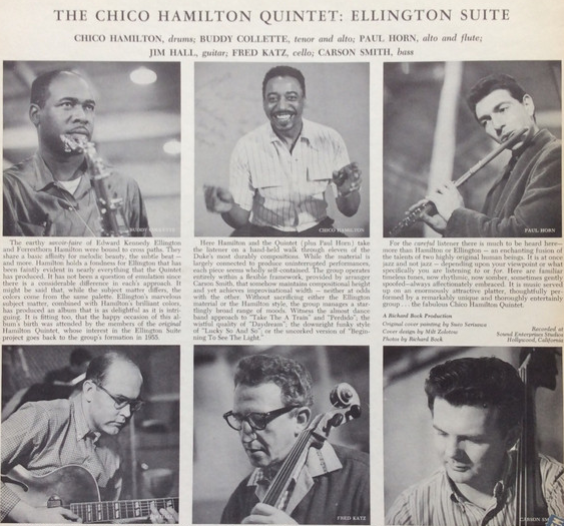 THE CHICO HAMILTON QUINTET: ELLINGTON SUITE
CHICO HAMILTON, drums; BUDDY COLLETTE, tenor and alto; PAUL HORN, alto and flute;
JIM HALL, guitar; FRED KATZ, cello; CARSON SMITH, bass
CHICO HAMILTON
PAUL HORN
The earthy savoir-faire of Edward Kennedy Ellington
and Forrestorn Hamilton were bound to cross paths. They
share a basic affinity for melodic beauty, the subtle beat —
and more. Hamilton holds a fondness for Ellington that has
been faintly evident in nearly everything that the Quintet
has produced. It has not been a question of emulation since
there is a considerable difference in each's approach. It
might be said that, while the subject matter differs, the
colors come from the same palette. Ellington's marvelous
subject matter, combined with Hamilton's brilliant colors,
has produced an album that is as delightful as it is intri-
guing. It is fitting too, that the happy occasion of this al-
bum's birth was attended by the members of the original
Hamilton Quintet, whose interest in the Ellington Suite
project goes back to the group's formation in 1955.
Here Hamilton and the Quintet (plus Paul Horn) take
the listener on a hand-held walk through eleven of the
Duke's most durable compositions. While the material is
largely connected to produce uninterrupted performances,
each piece seems wholly self-contained. The group operates
entirely within a flexible framework, provided by arranger
Carson Smith, that somehow maintains compositional height
and yet achieves improvisational width — neither at odds
with the other. Without sacrificing either the Ellington
material or the Hamilton style, the group manages a star-
tlingly broad range of moods. Witness the almost dance
band approach to "Take The A Train" and "Perdido", the
wistful quality of "Daydream", the downright funky style
of "Lucky So And So", or the uncorked version of "Begin-
ning To See The Light."
For the careful listener there is much to be heard—
more than Hamilton or Ellington — an enchanting fusion of
the talents of two highly original human beings. It is at once
jazz and not jazz — depending upon your viewpoint or what
specifically you are listening to or for. Here are familiar
timeless tunes, now rhythmic, now somber, sometimes gently
spoofed—always affectionately embraced. It is music served
up on an enormously attractive platter, thoughtfully per-
formed by a remarkably unique and thoroughly entertaining
group . . . the fabulous Chico Hamilton Quintet.
A Richard Bock Production
Original cover painting by
Cover design by
Photos by Richard Bock
Recorded at
Sound Enterprises Studios
Hollywood, California
FRED KATZ
CARSON